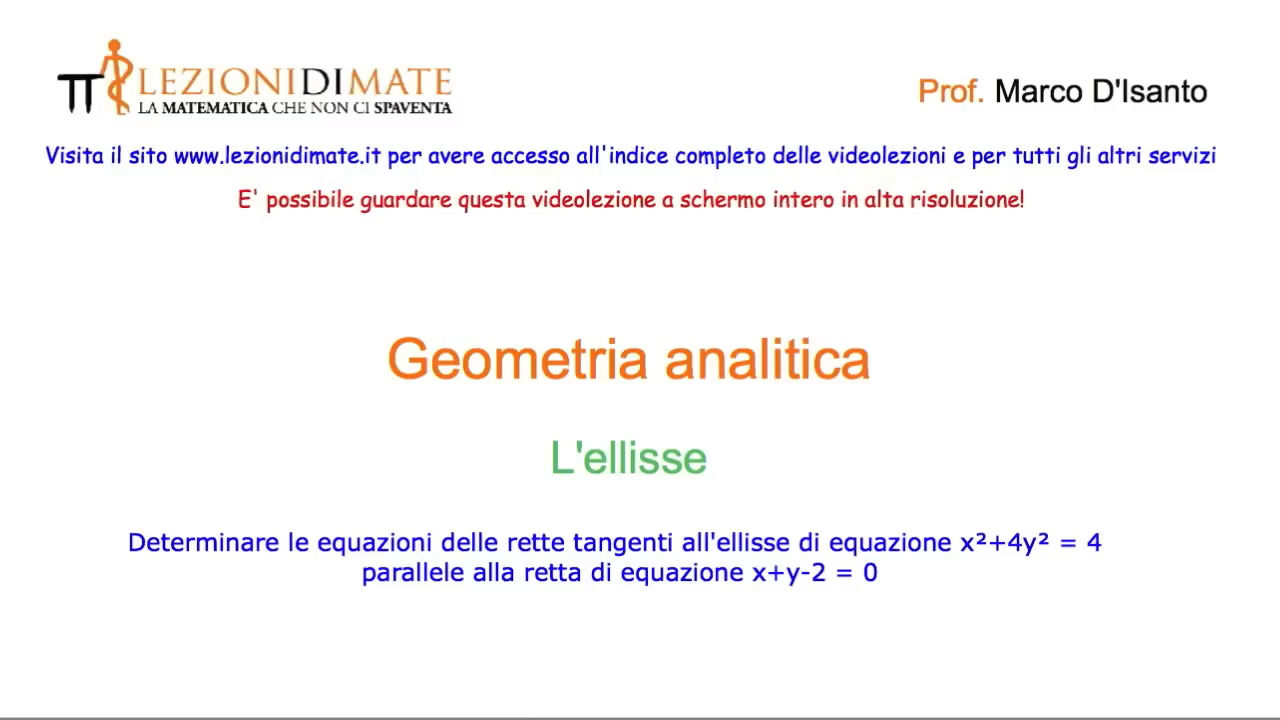 LEZIONIDIMATE
LA MATEMATICA CHE NON CI SPAVENTA
Prof. Marco D'Isanto
Visita il sito www.lezionidimate.it per avere accesso all'indice completo delle videolezioni e per tutti gli altri servizi
E' possibile guardare questa videolezione a schermo intero in alta risoluzione!
Geometria analitica
L'ellisse
Determinare le equazioni delle rette tangenti all'ellisse di equazione x²+4y² = 4
parallele alla retta di equazione x+y-2 = 0